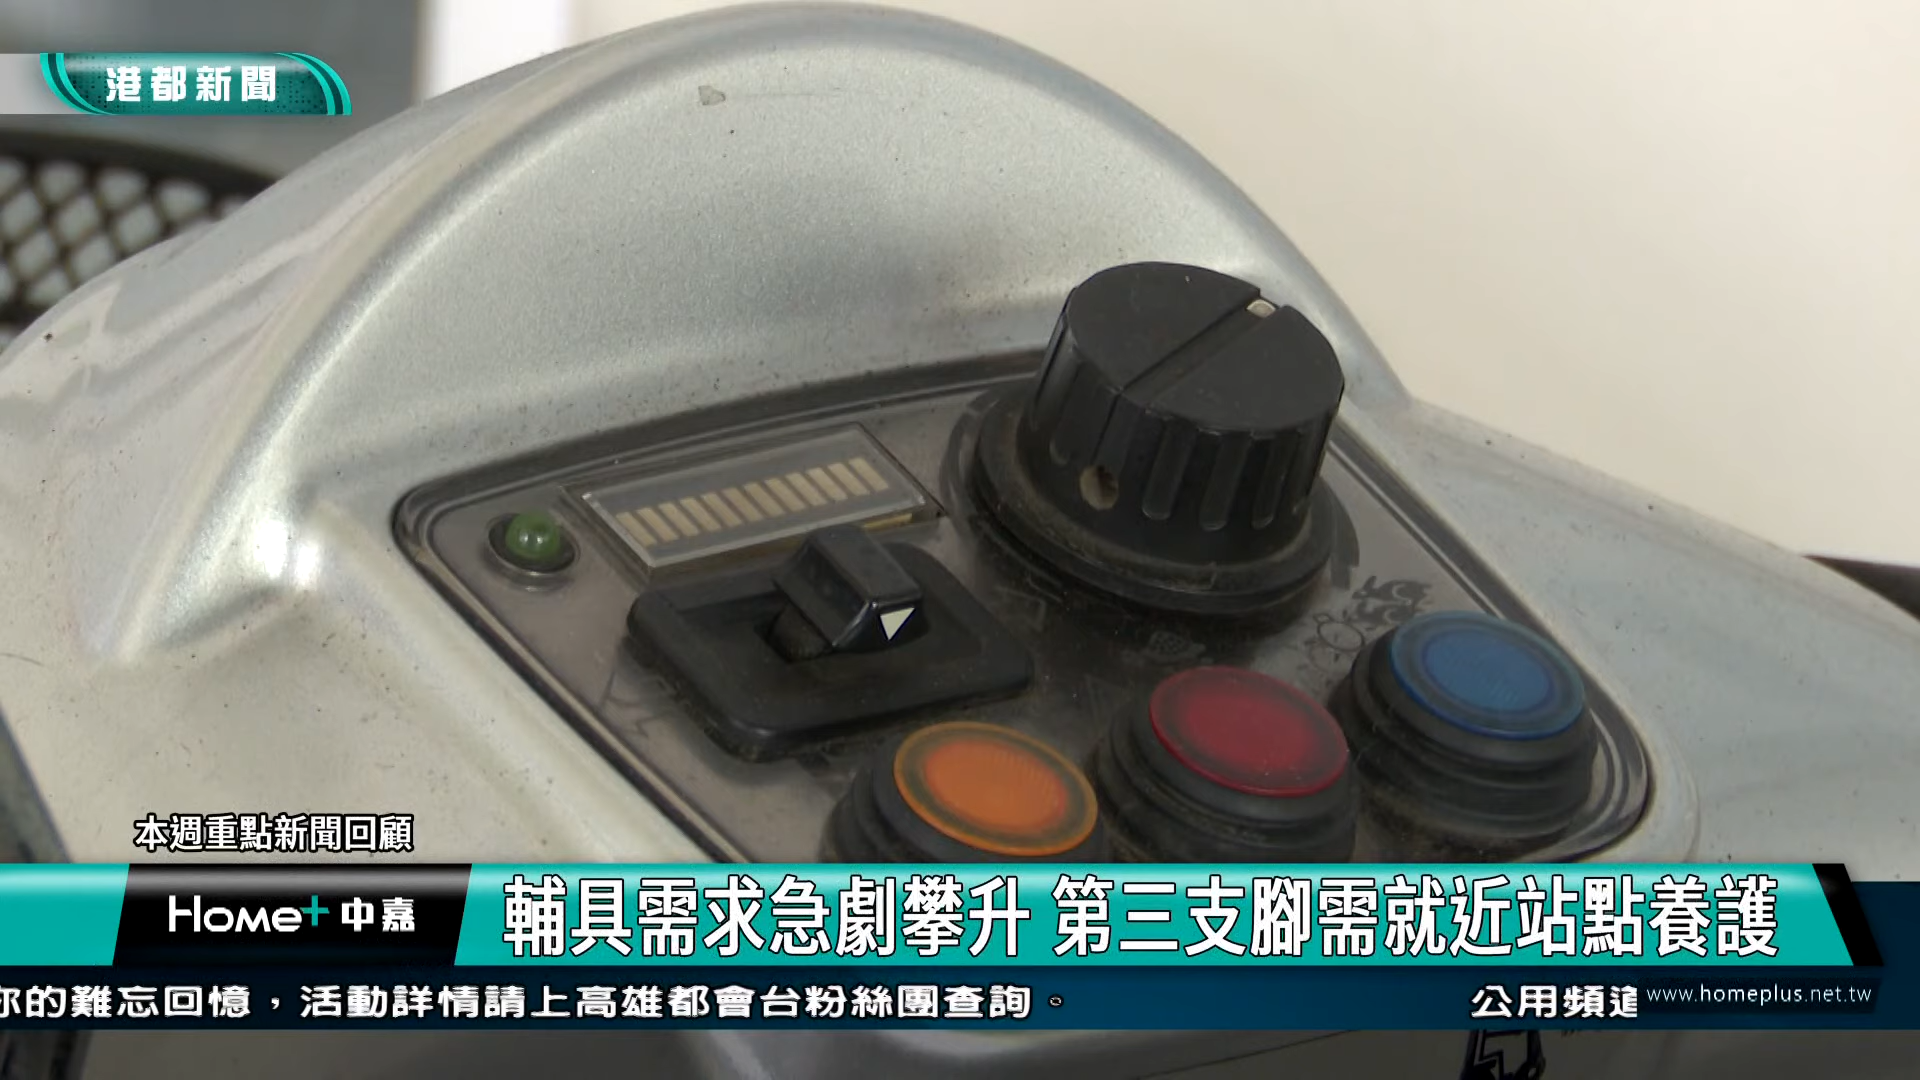 港都新聞
本週重點新聞回顧
Home+中嘉
輔具需求急劇攀升 第三支腳需就近站點養護
你的難忘回憶，活動詳情請上高雄都會台粉絲團查詢。
公用頻道
www.homeplus.net.tw